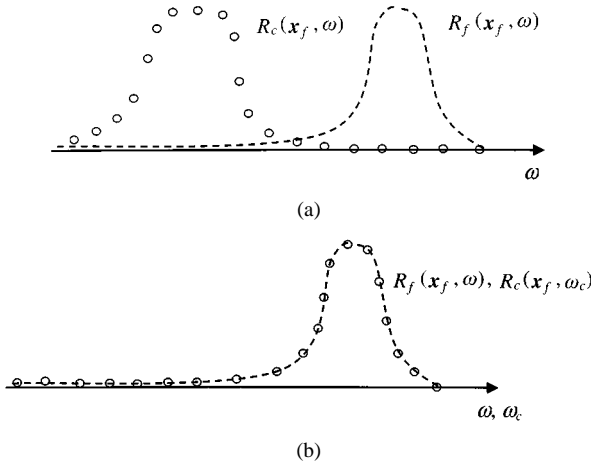 R_c(x_f, ω) R_f(x_f, ω)
ω
(a)
R_f(x_f, ω), R_c(x_f, ω_c)
ω, ω_c
(b)